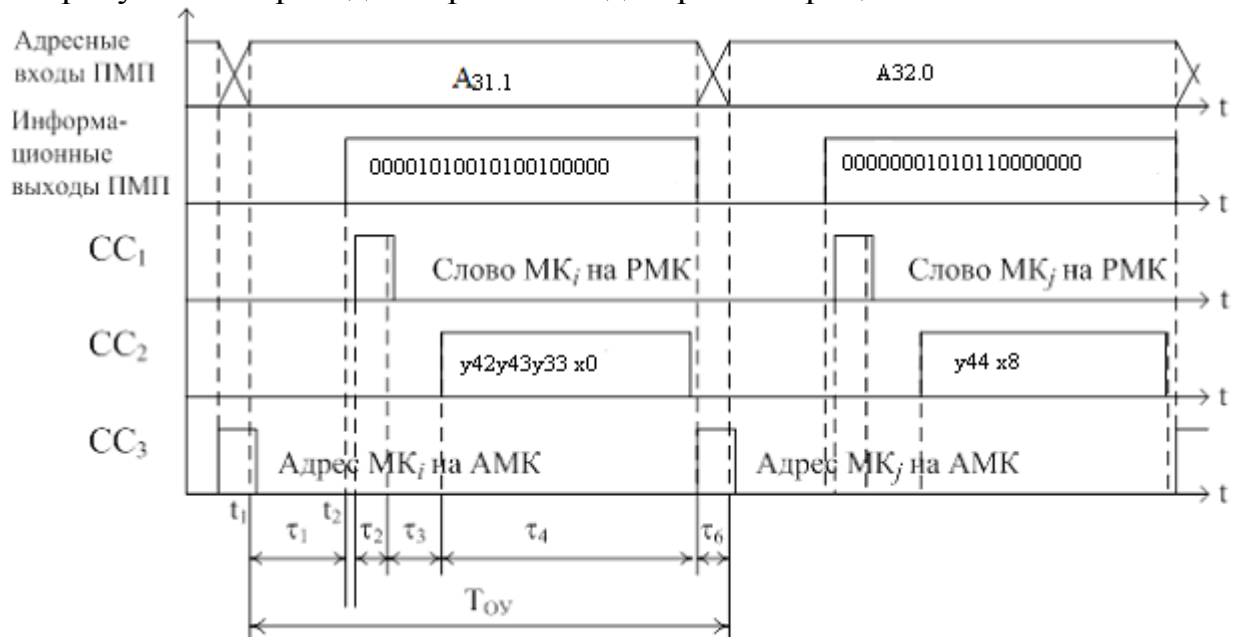 Адресные
входы ПМП
A31.1
A32.0
t
Информа-
ционные
выходы ПМП
00001010010100100000
00000001010110000000
t
CC1
Слово МКi на РМК
Слово МКj на РМК
t
CC2
y42y43y33 x0
y44 x8
t
CC3
Адрес МКi на АМК
Адрес МКj на АМК
t
t1
τ1
t2
τ2
τ3
τ4
τ6
TОУ